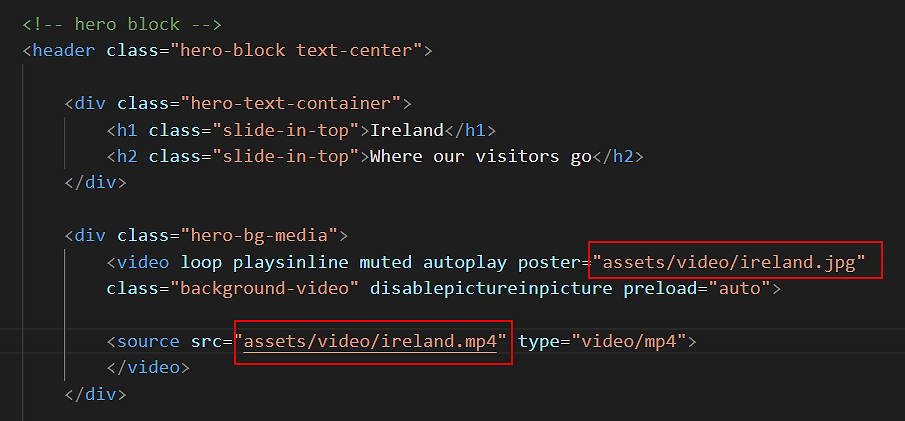 <!-- hero block -->
<header class="hero-block text-center">
<div class="hero-text-container">
<h1 class="slide-in-top">Ireland</h1>
<h2 class="slide-in-top">Where our visitors go</h2>
</div>
<div class="hero-bg-media">
<video loop playsinline muted autoplay poster="assets/video/ireland.jpg"
class="background-video" disablepictureinpicture preload="auto">
<source src="assets/video/ireland.mp4" type="video/mp4">
</video>
</div>